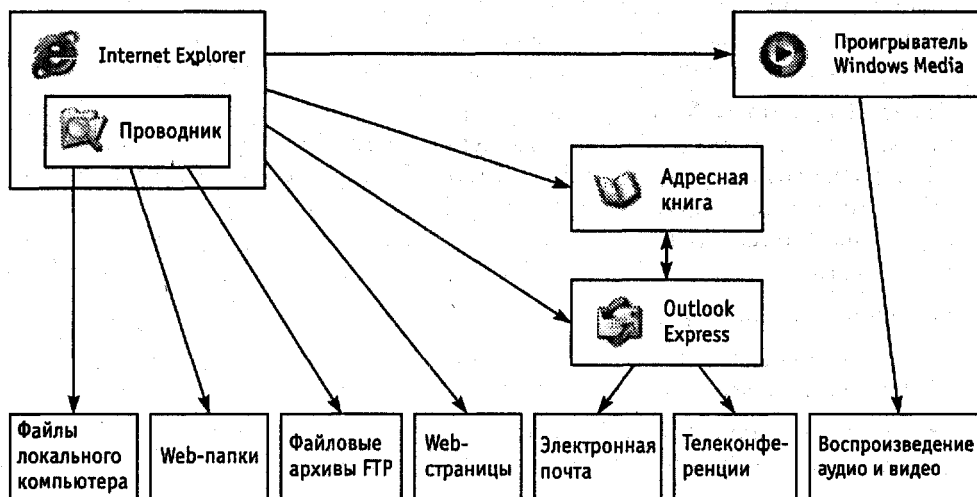 Internet Explorer
Проводник
Проигрыватель
Windows Media
Адресная
книга
Outlook
Express
Файлы
локального
компьютера
Web-папки
Файловые
архивы FTP
Web-
страницы
Электронная
почта
Телеконфе-
ренции
Воспроизведение
аудио и видео